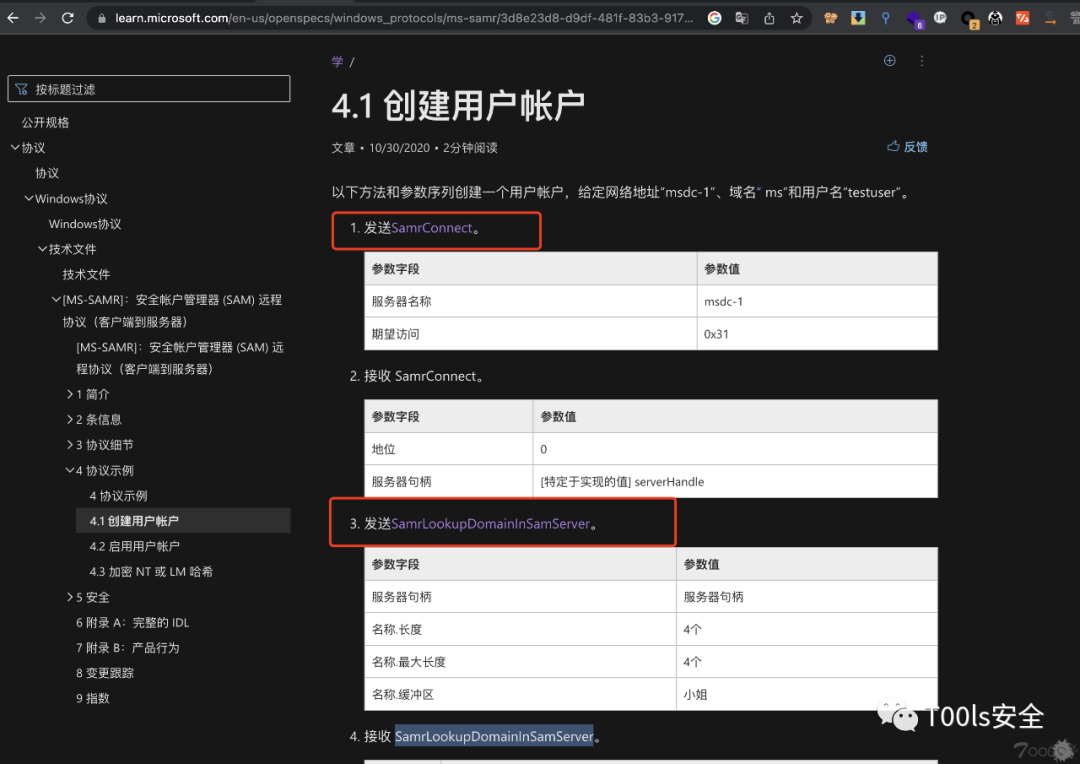 learn.microsoft.com/en-us/openspecs/windows_protocols/ms-samr/3d8e23d8-d9df-481f-83b3-917...
6
2
按标题过滤
公开规格
协议
协议
Windows协议
Windows协议
技术文件
技术文件
[MS-SAMR]：安全帐户管理器 (SAM) 远程
协议（客户端到服务器）
[MS-SAMR]：安全帐户管理器 (SAM) 远
程协议（客户端到服务器）
1 简介
2 条信息
3 协议细节
4 协议示例
4 协议示例
4.1 创建用户帐户
4.2 启用用户帐户
4.3 加密 NT 或 LM 哈希
5 安全
6 附录 A：完整的 IDL
7 附录 B：产品行为
8 变更跟踪
9 指数
学 /
4.1 创建用户帐户
文章 • 10/30/2020 • 2分钟阅读
反馈
以下方法和参数序列创建一个用户帐户，给定网络地址“msdc-1”、域名“ ms”和用户名“testuser”。
1. 发送SamrConnect。
参数字段 参数值
服务器名称 msdc-1
期望访问 0x31
2. 接收 SamrConnect。
参数字段 参数值
地位 0
服务器句柄 [特定于实现的值] serverHandle
3. 发送SamrLookupDomainInSamServer。
参数字段 参数值
服务器句柄 服务器句柄
名称.长度 4个
名称.最大长度 4个
名称.缓冲区 小姐
4. 接收 SamrLookupDomainInSamServer。
T00ls安全